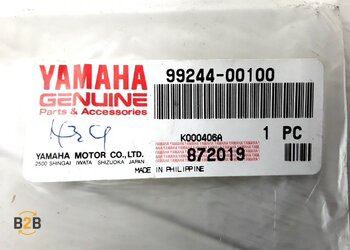 YAMAHA
GENUINE
Parts & Accessories
99244-00100
K000406A
1 PC
YAMAHA MOTOR CO., LTD.
2500 SHINGAI IWATA SHIZUOKA JAPAN
872019
MADE IN PHILIPPINE
B2B